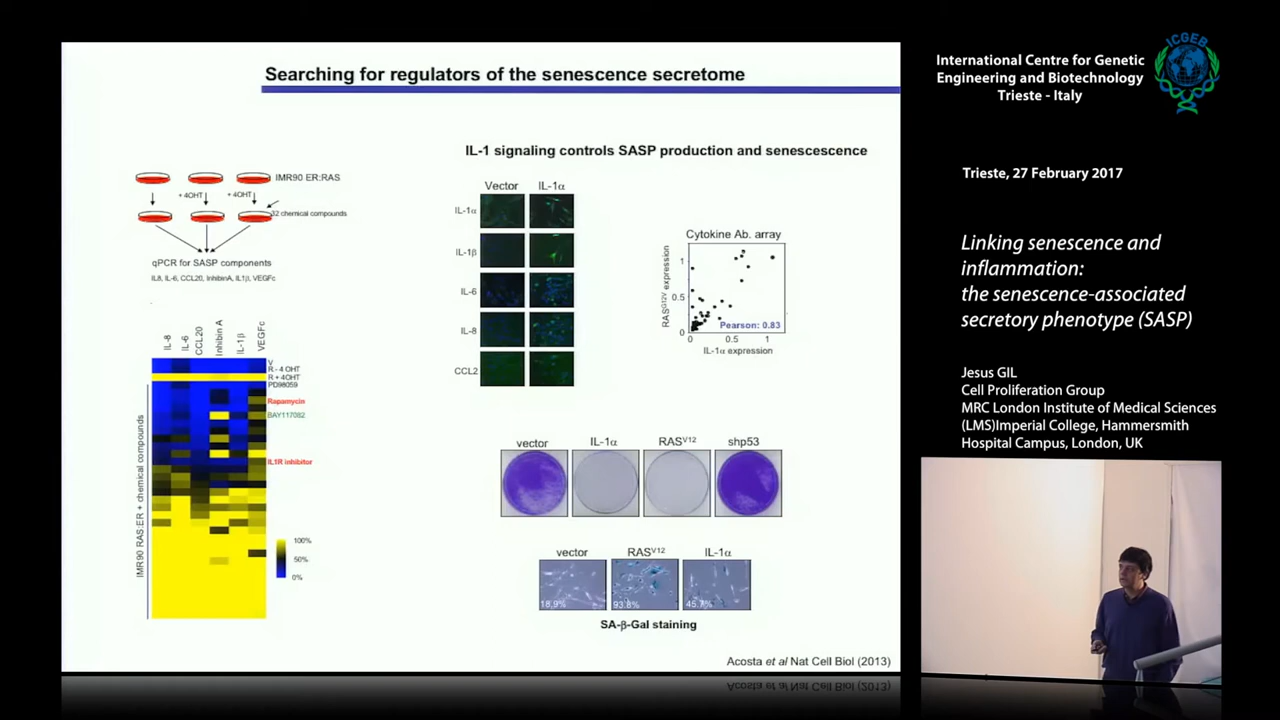 Searching for regulators of the senescence secretome
IMR90 ER:RAS
+ 4OHT
+ 4OHT
32 chemical compounds
qPCR for SASP components
IL8, IL-6, CCL20, InhibinA, IL1β, VEGFc
IL-8
IL-6
CCL20
Inhibin A
IL-1β
VEGFc
V
R - 4 OHT
R + 4OHT
PD98059
Rapamycin
BAY117082
IL1R inhibitor
IMR90 RAS:ER + chemical compounds
100%
50%
0%
IL-1 signaling controls SASP production and senescescence
Vector
IL-1α
IL-1α
IL-1β
IL-6
IL-8
CCL2
Cytokine Ab. array
RASG12V expression
1
0.5
0
Pearson: 0.83
0
0.5
1
IL-1α expression
vector
IL-1α
RASV12
shp53
vector
RASV12
IL-1α
18,9%
93,8%
45,7%
SA-β-Gal staining
Acosta et al Nat Cell Biol (2013)
International Centre for Genetic
Engineering and Biotechnology
Trieste - Italy
ICGEB
Trieste, 27 February 2017
Linking senescence and
inflammation:
the senescence-associated
secretory phenotype (SASP)
Jesus GIL
Cell Proliferation Group
MRC London Institute of Medical Sciences
(LMS)Imperial College, Hammersmith
Hospital Campus, London, UK